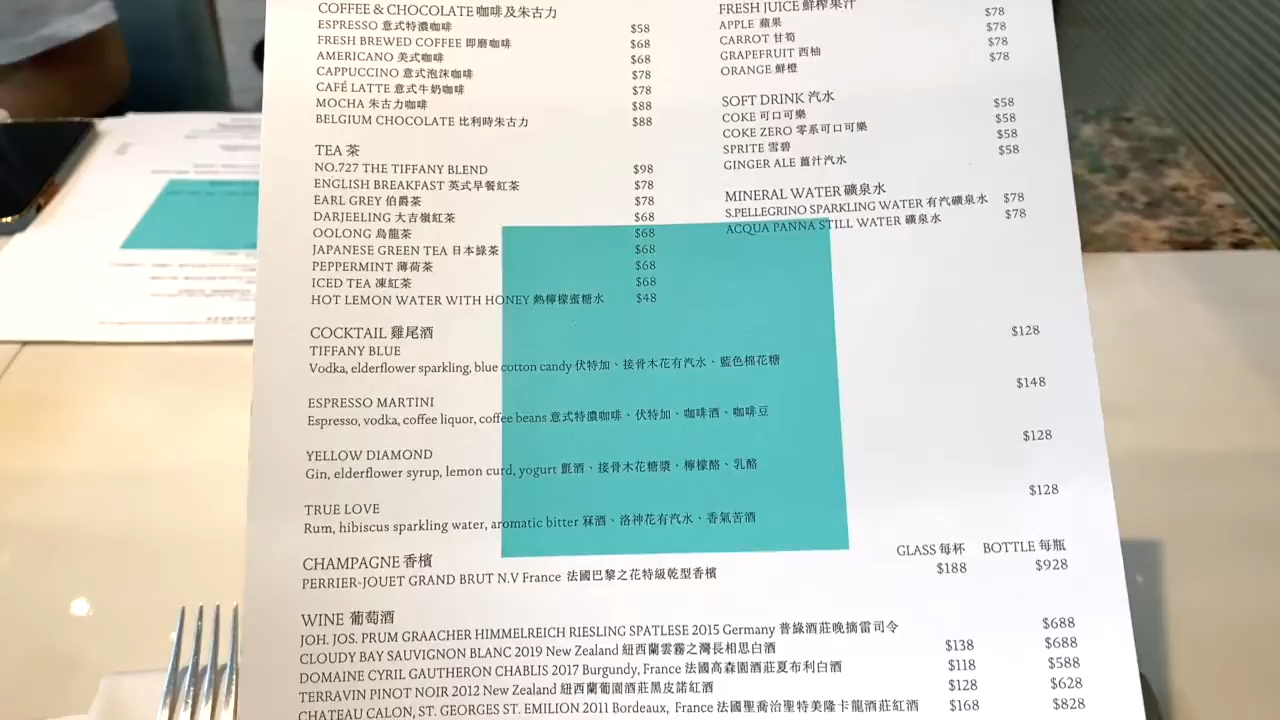 COFFEE & CHOCOLATE 咖啡及朱古力
ESPRESSO 意式特濃咖啡 $58
FRESH BREWED COFFEE 即磨咖啡 $68
AMERICANO 美式咖啡 $68
CAPPUCCINO 意式泡沫咖啡 $78
CAFÉ LATTE 意式牛奶咖啡 $78
MOCHA 朱古力咖啡 $88
BELGIUM CHOCOLATE 比利時朱古力 $88
TEA 茶
NO.727 THE TIFFANY BLEND $98
ENGLISH BREAKFAST 英式早餐紅茶 $78
EARL GREY 伯爵茶 $78
DARJEELING 大吉嶺紅茶 $68
OOLONG 烏龍茶 $68
JAPANESE GREEN TEA 日本綠茶 $68
PEPPERMINT 薄荷茶 $68
ICED TEA 凍紅茶 $68
HOT LEMON WATER WITH HONEY 熱檸檬蜜糖水 $48
FRESH JUICE 鮮榨果汁
APPLE 蘋果 $78
CARROT 甘筍 $78
GRAPEFRUIT 西柚 $78
ORANGE 鮮橙 $78
SOFT DRINK 汽水
COKE 可口可樂 $58
COKE ZERO 零系可口可樂 $58
SPRITE 雪碧 $58
GINGER ALE 薑汁汽水 $58
MINERAL WATER 礦泉水
S.PELLEGRINO SPARKLING WATER 有汽礦泉水 $78
ACQUA PANNA STILL WATER 礦泉水 $78
COCKTAIL 雞尾酒
TIFFANY BLUE $128
Vodka, elderflower sparkling, blue cotton candy 伏特加、接骨木花有汽水、藍色棉花糖
ESPRESSO MARTINI $148
Espresso, vodka, coffee liquor, coffee beans 意式特濃咖啡、伏特加、咖啡酒、咖啡豆
YELLOW DIAMOND $128
Gin, elderflower syrup, lemon curd, yogurt 氈酒、接骨木花糖漿、檸檬酪、乳酪
TRUE LOVE $128
Rum, hibiscus sparkling water, aromatic bitter 冧酒、洛神花有汽水、香氣苦酒
CHAMPAGNE 香檳 GLASS 每杯 BOTTLE 每瓶
PERRIER-JOUET GRAND BRUT N.V France 法國巴黎之花特級乾型香檳 $188 $928
WINE 葡萄酒
JOH. JOS. PRUM GRAACHER HIMMELREICH RIESLING SPATLESE 2015 Germany 普綠酒莊晚摘雷司令 $688
CLOUDY BAY SAUVIGNON BLANC 2019 New Zealand 紐西蘭雲霧之灣長相思白酒 $138 $688
DOMAINE CYRIL GAUTHERON CHABLIS 2017 Burgundy, France 法國高森園酒莊夏布利白酒 $118 $588
TERRAVIN PINOT NOIR 2012 New Zealand 紐西蘭葡園酒莊黑皮諾紅酒 $128 $628
CHATEAU CALON, ST. GEORGES ST. EMILION 2011 Bordeaux, France 法國聖喬治聖特美隆卡龍酒莊紅酒 $168 $828